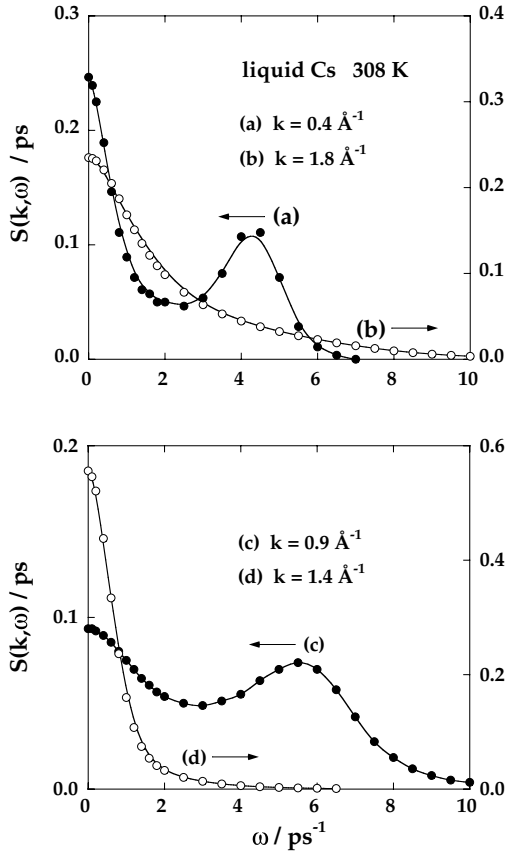 0.3
0.4
liquid Cs 308 K
(a) k = 0.4 Å⁻¹
(b) k = 1.8 Å⁻¹
0.3
0.2
S(k,ω) / ps
0.2
(a)
0.1
0.1
(b)
0.0
0.0
0 2 4 6 8 10
0.2
0.6
(c) k = 0.9 Å⁻¹
(d) k = 1.4 Å⁻¹
0.4
S(k,ω) / ps
0.1
(c)
0.2
(d)
0.0
0.0
0 2 4 6 8 10
ω / ps⁻¹